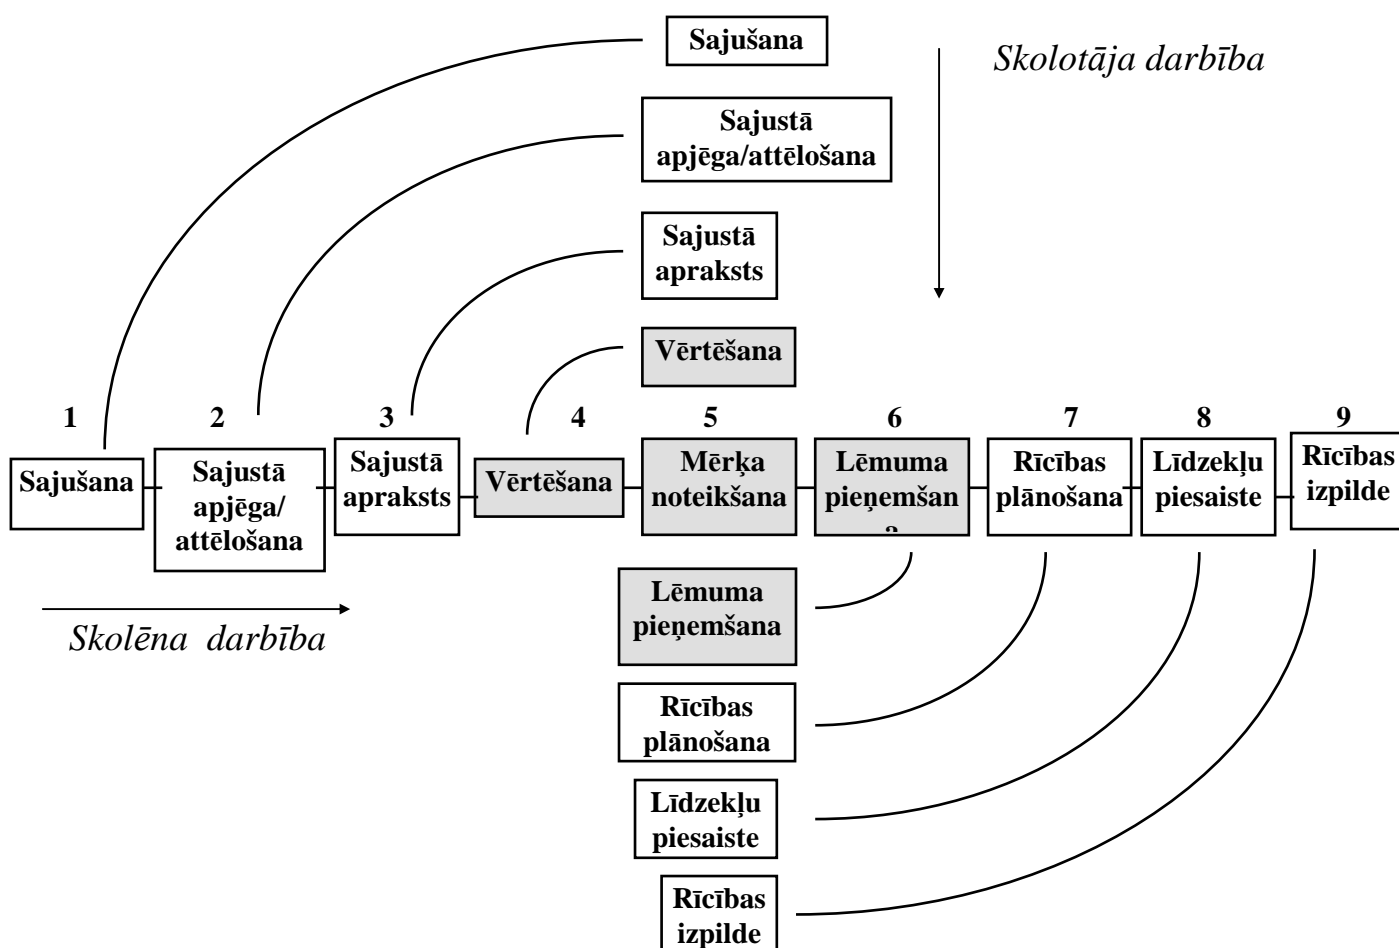 Sajušana
Skolotāja darbība
Sajustā
apjēga/attēlošana
Sajustā
apraksts
Vērtēšana
1
2
3
4
5
6
7
8
9
Sajušana
Sajustā
apjēga/
attēlošana
Sajustā
apraksts
Vērtēšana
Mērķa
noteikšana
Lēmuma
pieņemšan
a
Rīcības
plānošana
Līdzekļu
piesaiste
Rīcības
izpilde
Skolēna darbība
Lēmuma
pieņemšana
Rīcības
plānošana
Līdzekļu
piesaiste
Rīcības
izpilde